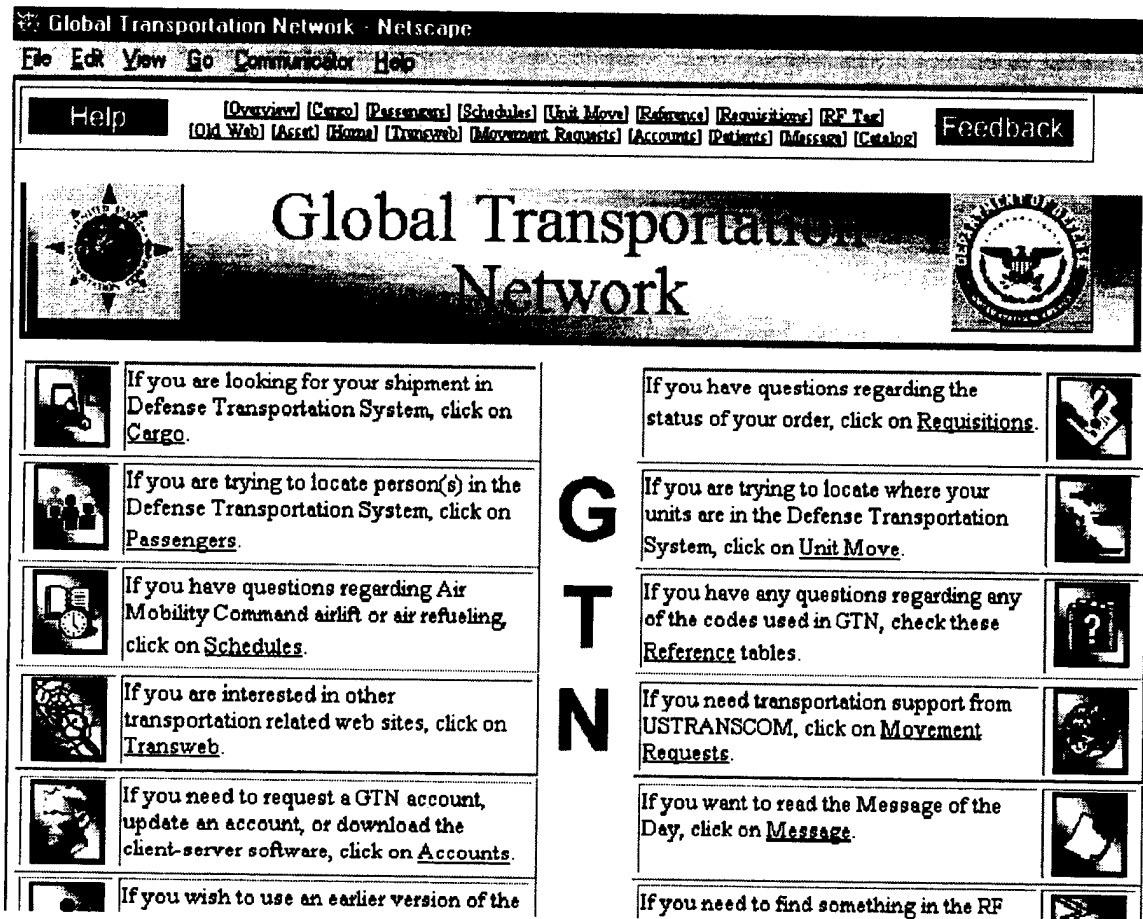 Global Transportation Network - Netscape
File Edit View Go Communicator Help
Help
[Overview] [Cargo] [Passengers] [Schedules] [Unit Move] [Reference] [Requisitions] [RF Tag]
[Old Web] [Asset] [Home] [Transweb] [Movement Requests] [Accounts] [Patients] [Message] [Catalog]
Feedback
Global Transportation
Network
DEPARTMENT OF DEFENSE
If you are looking for your shipment in
Defense Transportation System, click on
Cargo.
If you are trying to locate person(s) in the
Defense Transportation System, click on
Passengers.
If you have questions regarding Air
Mobility Command airlift or air refueling,
click on Schedules.
If you are interested in other
transportation related web sites, click on
Transweb.
If you need to request a GTN account,
update an account, or download the
client-server software, click on Accounts.
If you wish to use an earlier version of the
G
T
N
If you have questions regarding the
status of your order, click on Requisitions.
If you are trying to locate where your
units are in the Defense Transportation
System, click on Unit Move.
If you have any questions regarding any
of the codes used in GTN, check these
Reference tables.
If you need transportation support from
USTRANSCOM, click on Movement
Requests.
If you want to read the Message of the
Day, click on Message.
If you need to find something in the RF